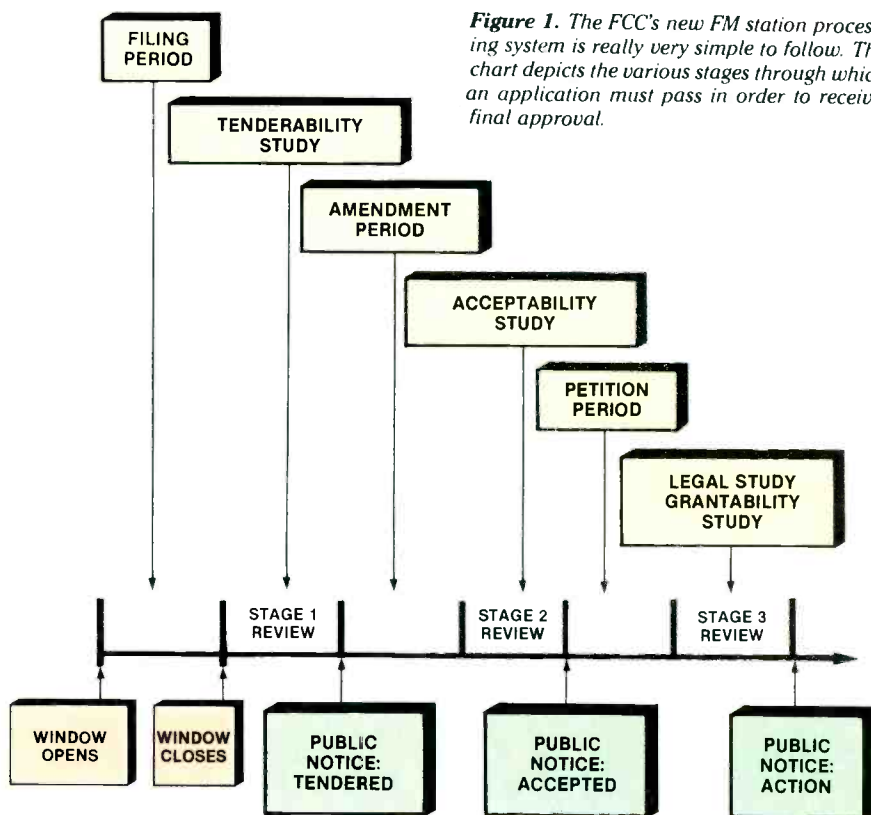 Figure 1. The FCC's new FM station proces
ing system is really very simple to follow. Th
chart depicts the various stages through whic
an application must pass in order to receiv
final approval.
FILING
PERIOD
TENDERABILITY
STUDY
AMENDMENT
PERIOD
ACCEPTABILITY
STUDY
PETITION
PERIOD
LEGAL STUDY
GRANTABILITY
STUDY
STAGE 1
REVIEW
STAGE 2
REVIEW
STAGE 3
REVIEW
WINDOW
OPENS
WINDOW
CLOSES
PUBLIC
NOTICE:
TENDERED
PUBLIC
NOTICE:
ACCEPTED
PUBLIC
NOTICE:
ACTION